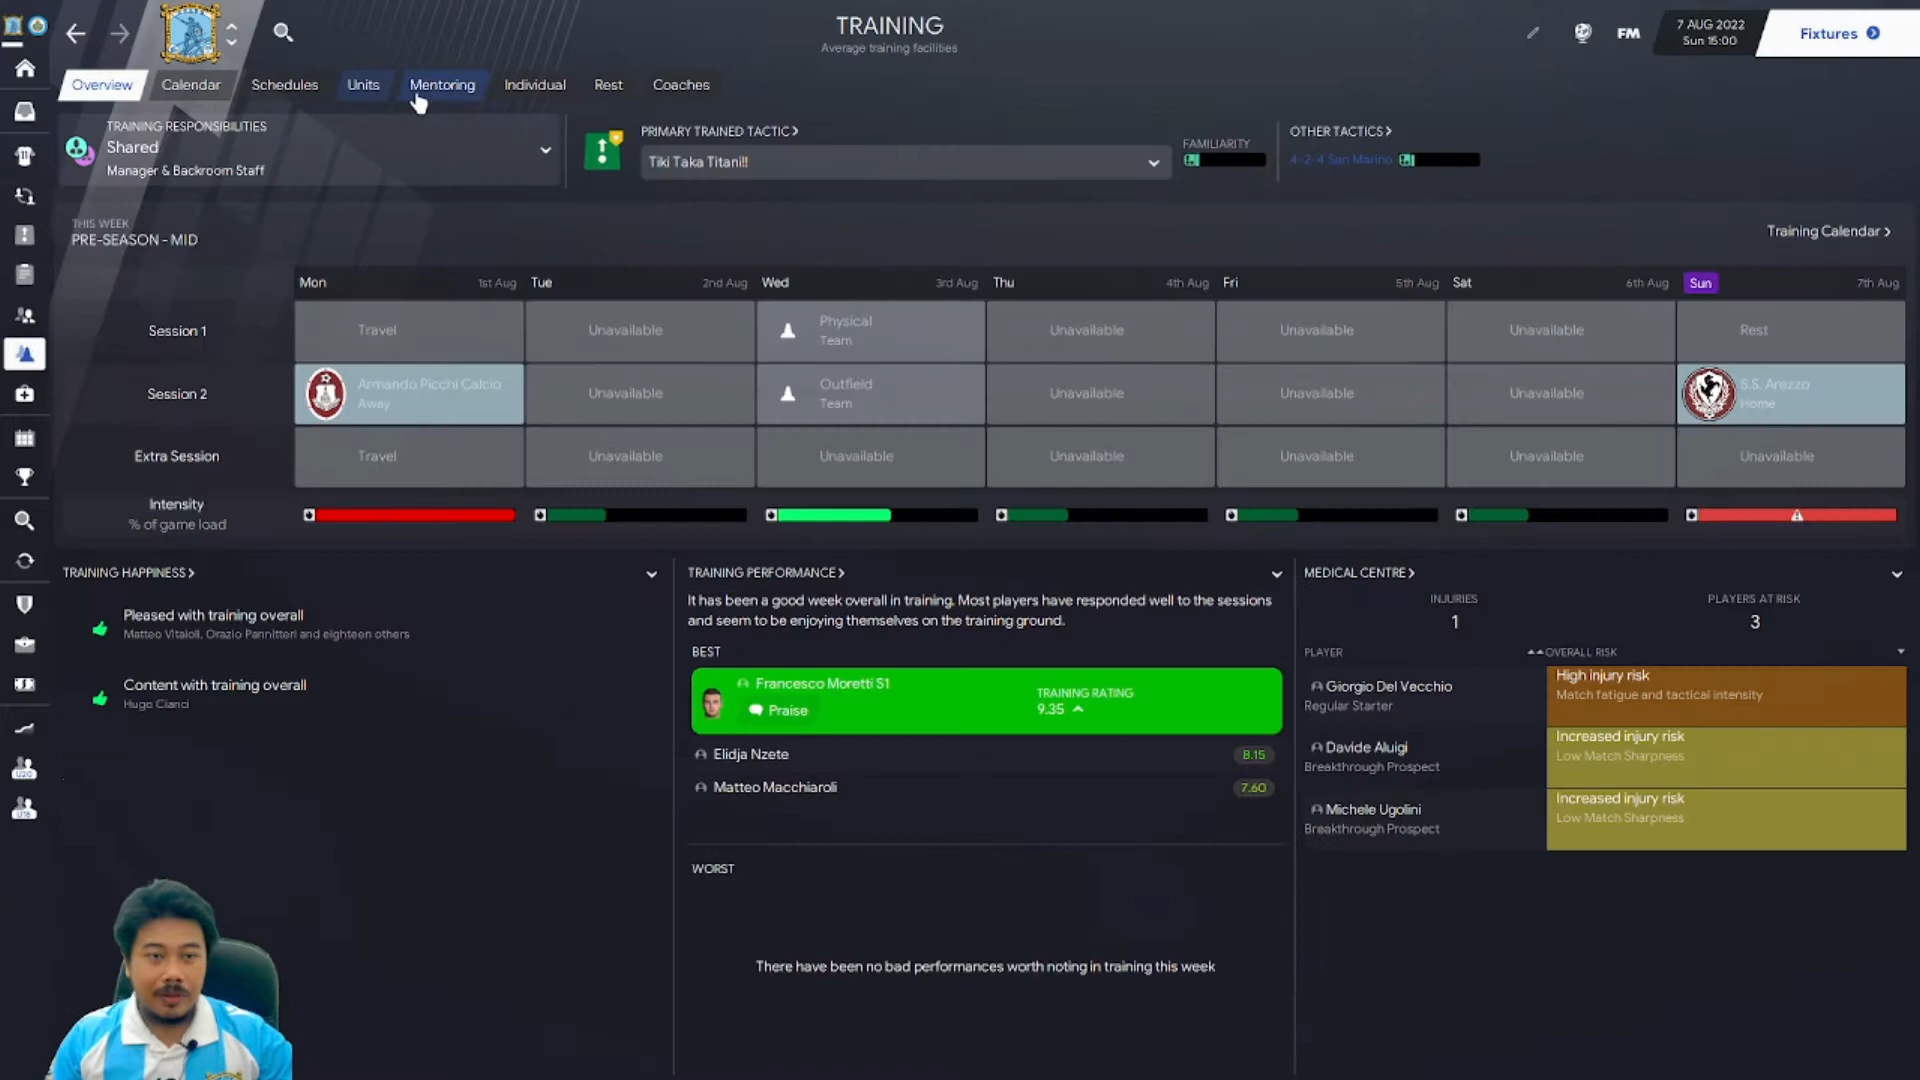 TRAINING
Average training facilities
FM
7 AUG 2022
Sun 15:00
Fixtures
Overview
Calendar
Schedules
Units
Mentoring
Individual
Rest
Coaches
TRAINING RESPONSIBILITIES
Shared
Manager & Backroom Staff
PRIMARY TRAINED TACTIC >
Tiki Taka Titani!!
FAMILIARITY
OTHER TACTICS >
4-2-4 San Marino
THIS WEEK
PRE-SEASON - MID
Training Calendar >
Mon 1st Aug Tue 2nd Aug Wed 3rd Aug Thu 4th Aug Fri 5th Aug Sat 6th Aug Sun 7th Aug
Session 1
Travel
Unavailable
Physical
Team
Unavailable
Unavailable
Unavailable
Rest
Session 2
Armando Picchi Calcio
Away
Unavailable
Outfield
Team
Unavailable
Unavailable
Unavailable
S.S. Arezzo
Home
Extra Session
Travel
Unavailable
Unavailable
Unavailable
Unavailable
Unavailable
Unavailable
Intensity
% of game load
TRAINING HAPPINESS >
Pleased with training overall
Matteo Vitaioli, Orazio Pannitteri and eighteen others
Content with training overall
Hugo Cianci
TRAINING PERFORMANCE >
It has been a good week overall in training. Most players have responded well to the sessions
and seem to be enjoying themselves on the training ground.
BEST
Francesco Moretti S1
Praise
TRAINING RATING
9.35
Elidja Nzete 8.15
Matteo Macchiaroli 7.60
WORST
There have been no bad performances worth noting in training this week
MEDICAL CENTRE >
INJURIES
1
PLAYERS AT RISK
3
PLAYER
OVERALL RISK
Giorgio Del Vecchio
Regular Starter
High injury risk
Match fatigue and tactical intensity
Davide Aluigi
Breakthrough Prospect
Increased injury risk
Low Match Sharpness
Michele Ugolini
Breakthrough Prospect
Increased injury risk
Low Match Sharpness
U20
U18